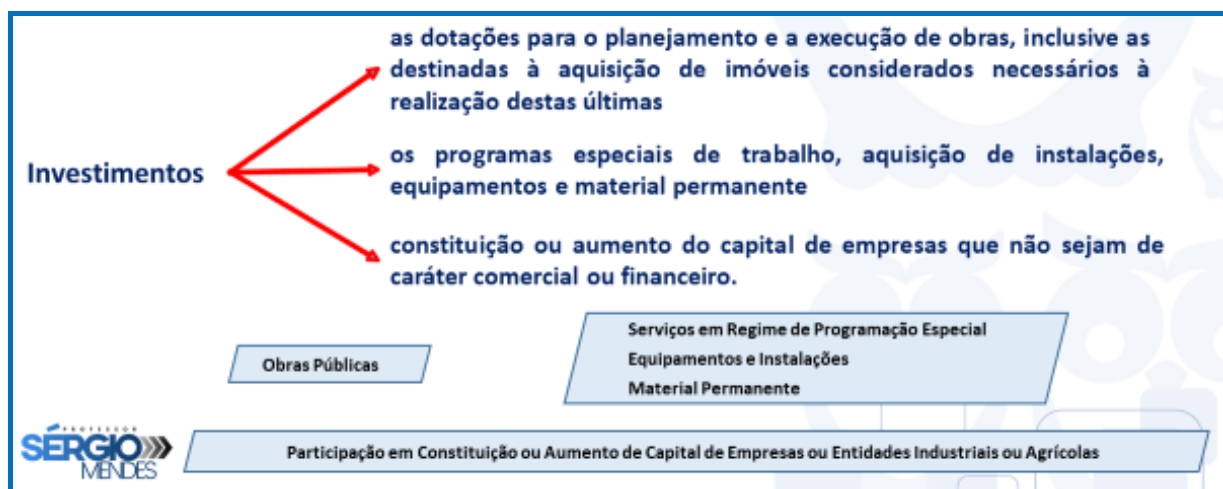 as dotações para o planejamento e a execução de obras, inclusive as
destinadas à aquisição de imóveis considerados necessários à
realização destas últimas
Investimentos
os programas especiais de trabalho, aquisição de instalações,
equipamentos e material permanente
constituição ou aumento do capital de empresas que não sejam de
caráter comercial ou financeiro.
Obras Públicas
Serviços em Regime de Programação Especial
Equipamentos e Instalações
Material Permanente
PROFESSOR
SÉRGIO
MENDES
Participação em Constituição ou Aumento de Capital de Empresas ou Entidades Industriais ou Agrícolas